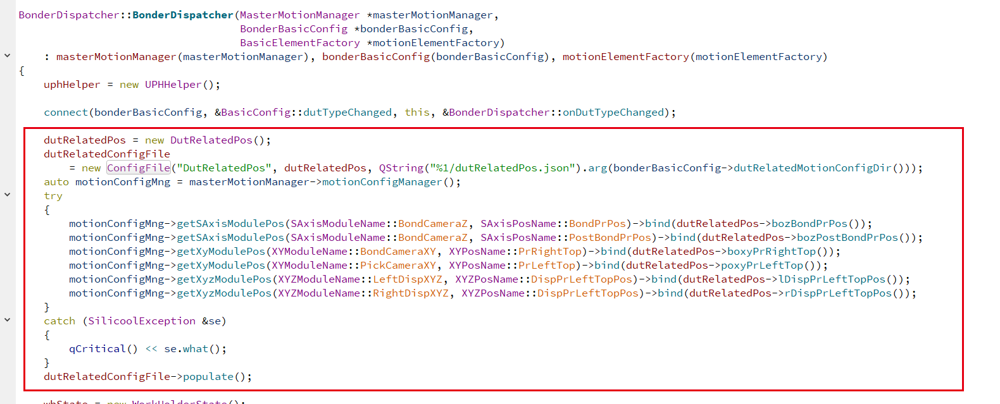 BonderDispatcher::BonderDispatcher(MasterMotionManager *masterMotionManager,
BonderBasicConfig *bonderBasicConfig,
BasicElementFactory *motionElementFactory)
: masterMotionManager(masterMotionManager), bonderBasicConfig(bonderBasicConfig), motionElementFactory(motionElementFactory)
{
uphHelper = new UPHHelper();
connect(bonderBasicConfig, &BasicConfig::dutTypeChanged, this, &BonderDispatcher::onDutTypeChanged);
dutRelatedPos = new DutRelatedPos();
dutRelatedConfigFile
= new ConfigFile("DutRelatedPos", dutRelatedPos, QString("%1/dutRelatedPos.json").arg(bonderBasicConfig->dutRelatedMotionConfigDir()));
auto motionConfigMng = masterMotionManager->motionConfigManager();
try
{
motionConfigMng->getSAxisModulePos(SAxisModuleName::BondCameraZ, SAxisPosName::BondPrPos)->bind(dutRelatedPos->bozBondPrPos());
motionConfigMng->getSAxisModulePos(SAxisModuleName::BondCameraZ, SAxisPosName::PostBondPrPos)->bind(dutRelatedPos->bozPostBondPrPos());
motionConfigMng->getXyModulePos(XYModuleName::BondCameraXY, XYPosName::PrRightTop)->bind(dutRelatedPos->boxyPrRightTop());
motionConfigMng->getXyModulePos(XYModuleName::PickCameraXY, XYPosName::PrLeftTop)->bind(dutRelatedPos->poxyPrLeftTop());
motionConfigMng->getXyzModulePos(XYZModuleName::LeftDispXYZ, XYZPosName::DispPrLeftTopPos)->bind(dutRelatedPos->lDispPrLeftTopPos());
motionConfigMng->getXyzModulePos(XYZModuleName::RightDispXYZ, XYZPosName::DispPrLeftTopPos)->bind(dutRelatedPos->rDispPrLeftTopPos());
}
catch (SilicoolException &se)
{
qCritical() << se.what();
}
dutRelatedConfigFile->populate();
whState = new WorkHolderState();